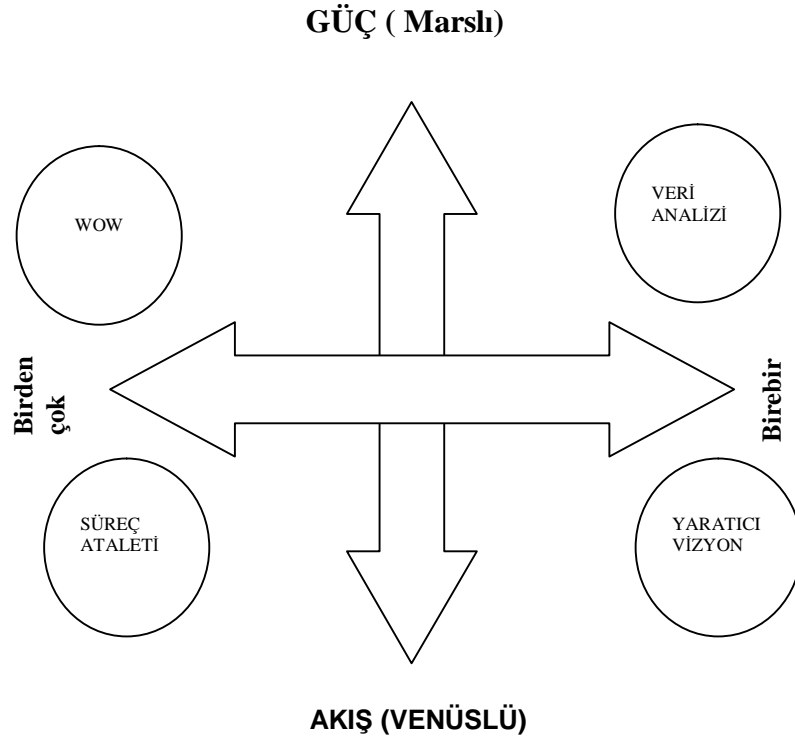 GÜÇ ( Marslı)
WOW
VERİ
ANALİZİ
Birden
çok
Birebir
SÜREÇ
ATALETİ
YARATICI
VİZYON
AKIŞ (VENÜSLÜ)